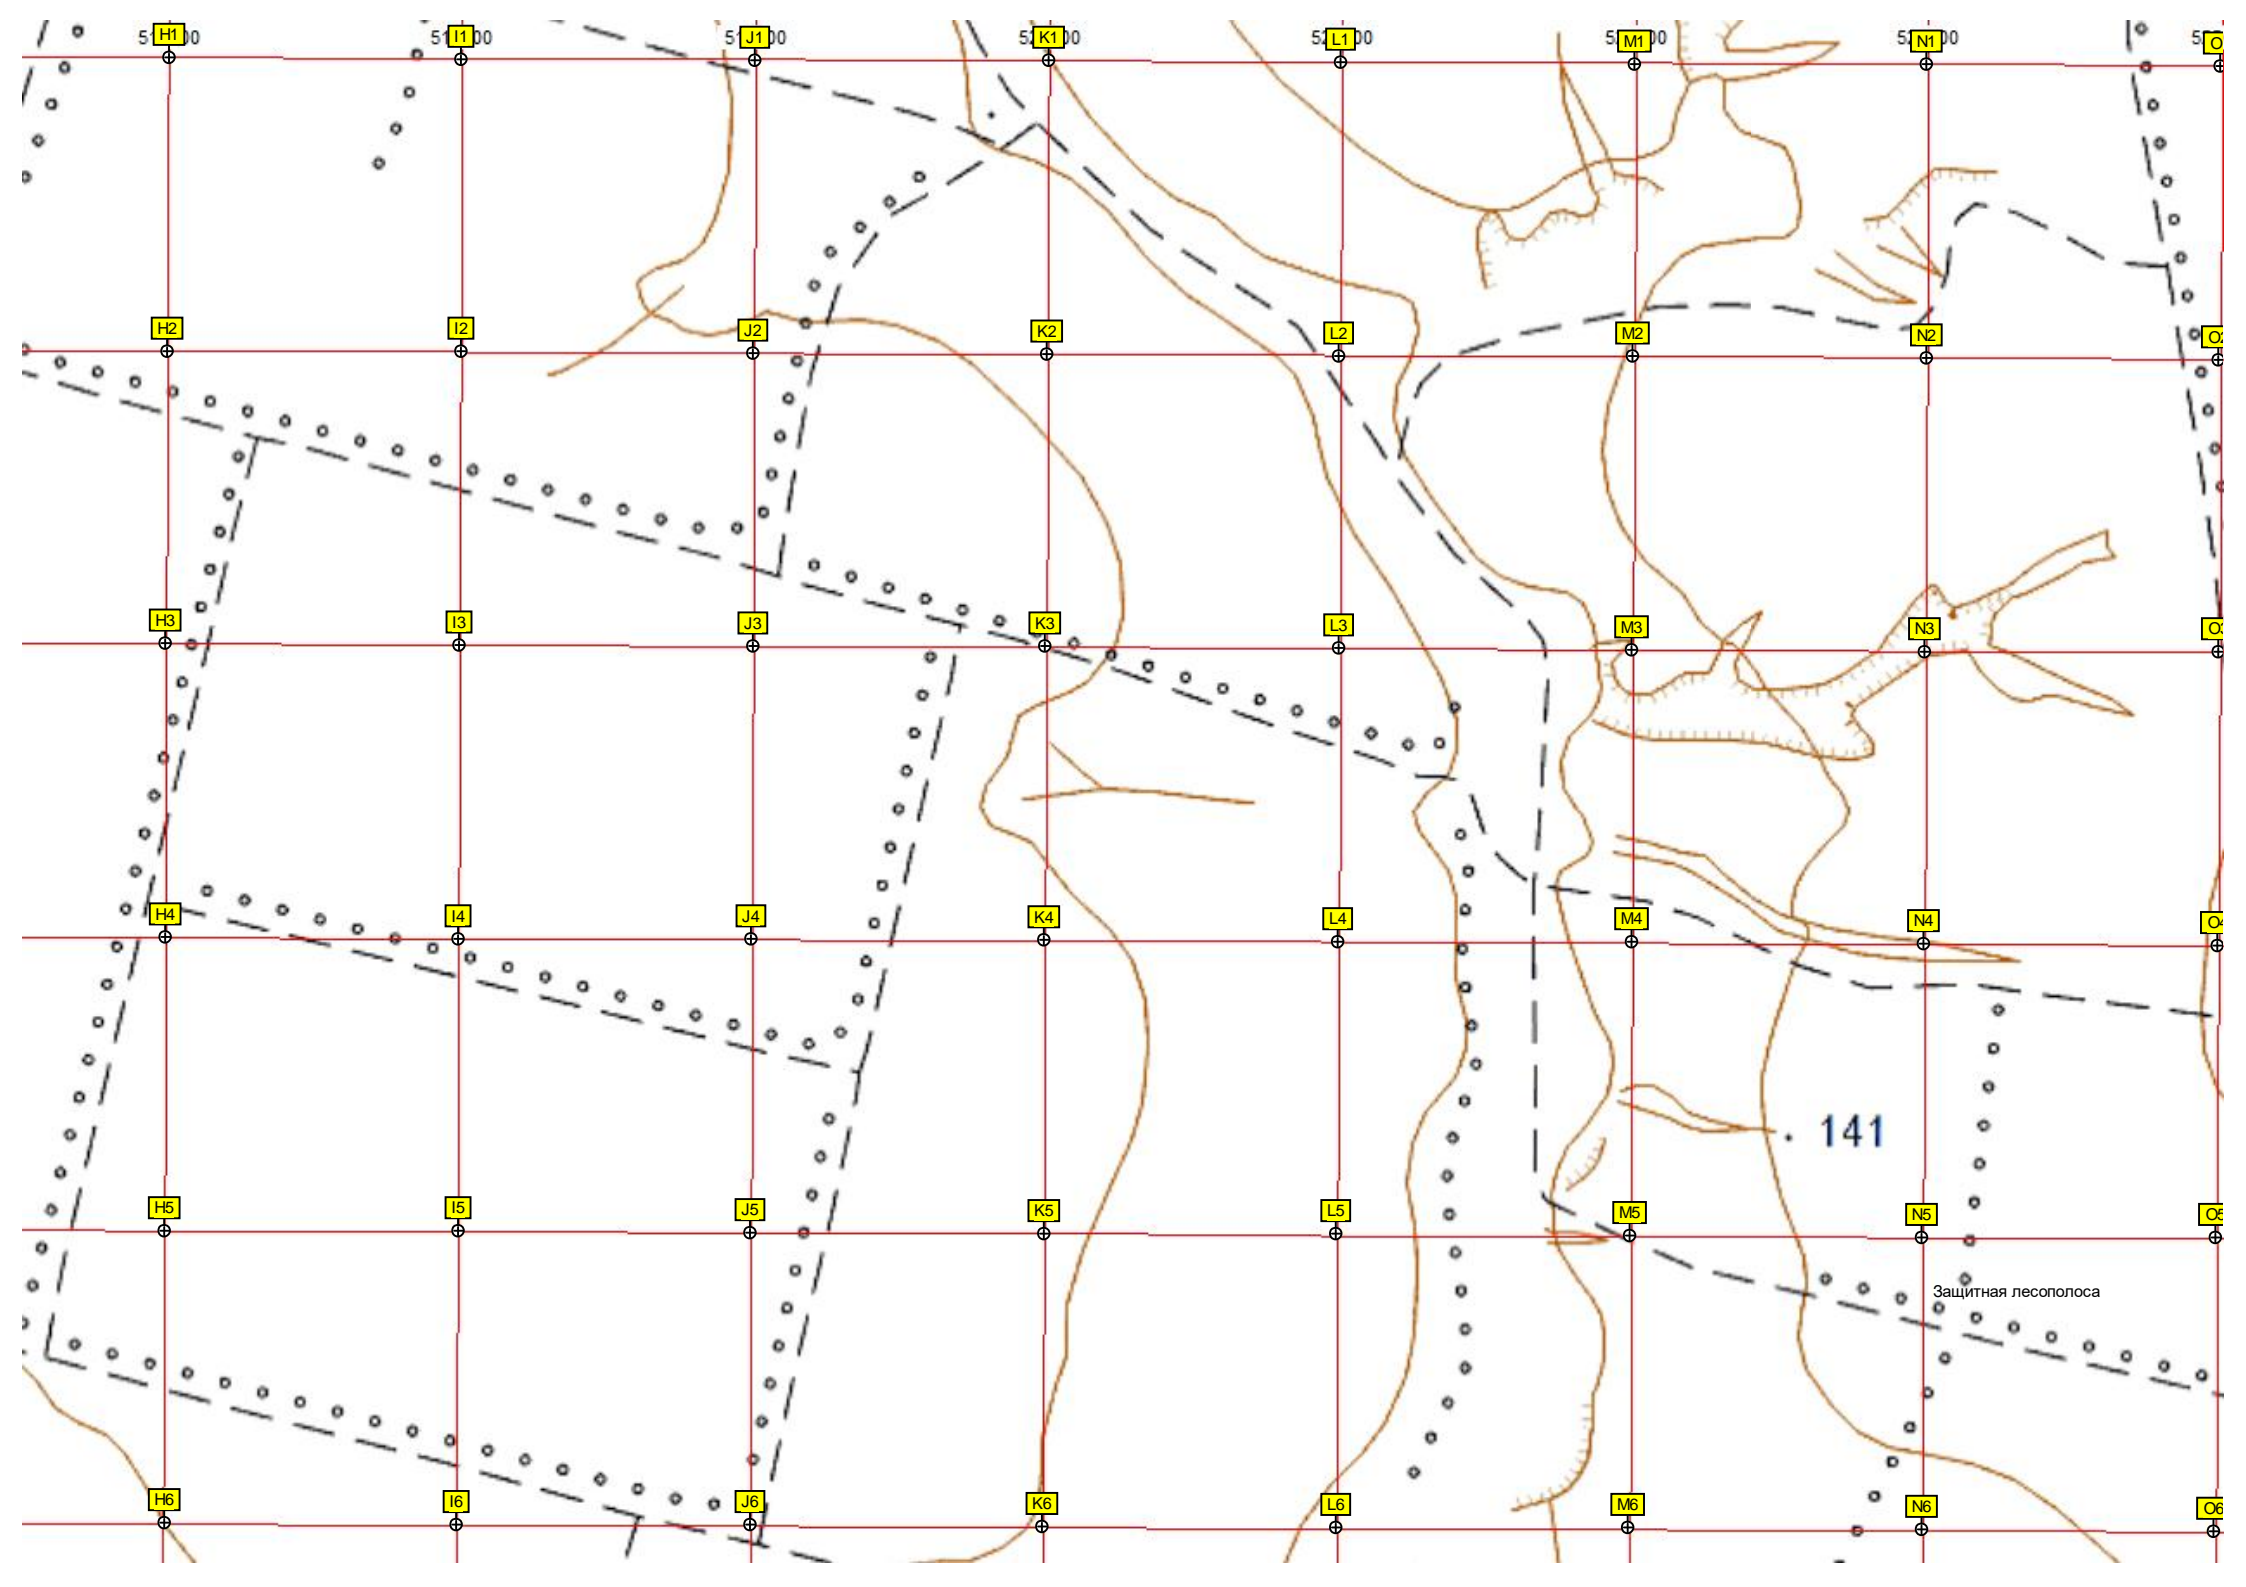 H1 I1 J1 K1 L1 M1 N1
H2 I2 J2 K2 L2 M2 N2
H3 I3 J3 K3 L3 M3 N3
H4 I4 J4 K4 L4 M4 N4
141
H5 I5 J5 K5 L5 M5 N5
Защитная лесополоса
H6 I6 J6 K6 L6 M6 N6 O6